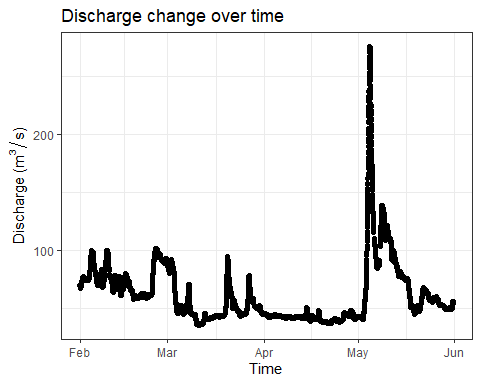 Discharge change over time
Discharge (m³/s)
200
100
Feb Mar Apr May Jun
Time